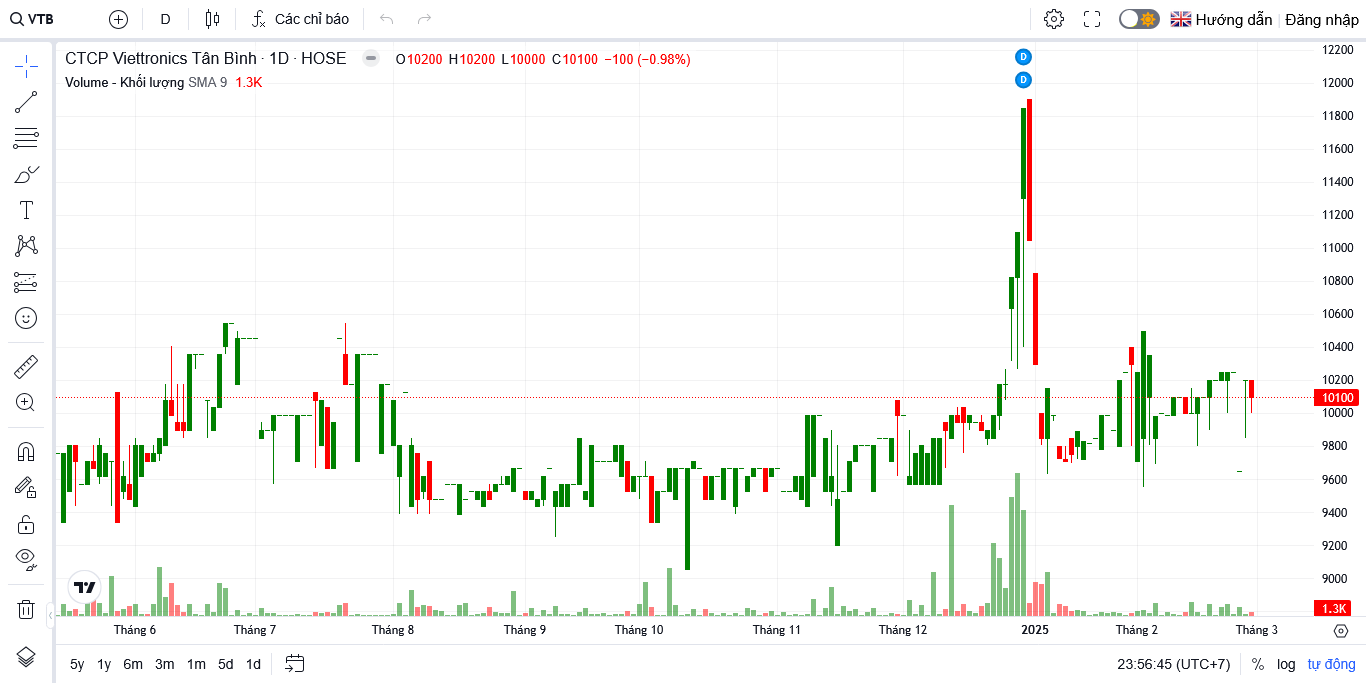 VTB D Các chỉ báo Hướng dẫn Đăng nhập
CTCP Viettronics Tân Bình · 1D · HOSE O10200 H10200 L10000 C10100 −100 (−0.98%)
Volume - Khối lượng SMA 9 1.3K
D
D
12200
12000
11800
11600
11400
11200
11000
10800
10600
10400
10200
10100
10000
9800
9600
9400
9200
9000
1.3K
Tháng 6 Tháng 7 Tháng 8 Tháng 9 Tháng 10 Tháng 11 Tháng 12 2025 Tháng 2 Tháng 3
5y 1y 6m 3m 1m 5d 1d 23:56:45 (UTC+7) % log tự động